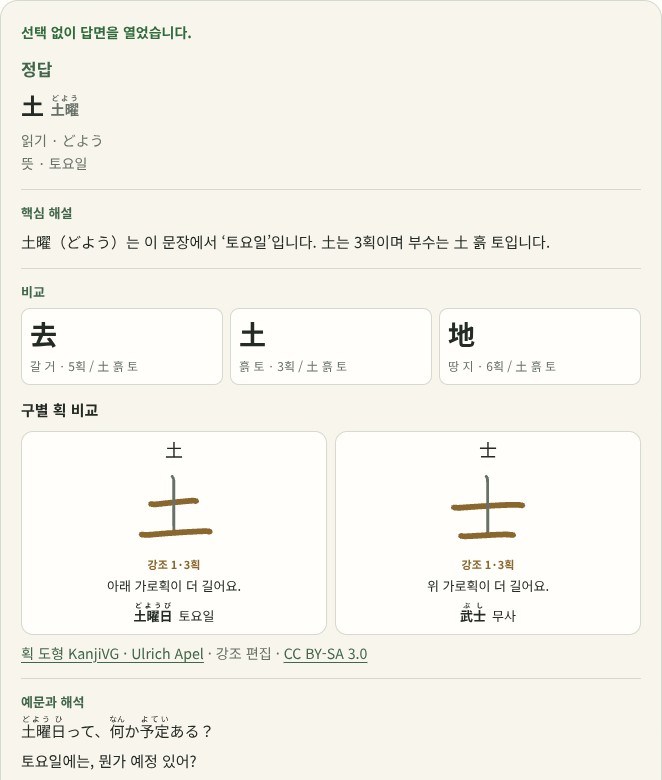 선택 없이 답면을 열었습니다.
정답
どよう
土 土曜
읽기 · どよう
뜻 · 토요일
핵심 해설
土曜（どよう）는 이 문장에서 ‘토요일’입니다. 土는 3획이며 부수는 土 흙 토입니다.
비교
去
갈 거 · 5획 / 土 흙 토
土
흙 토 · 3획 / 土 흙 토
地
땅 지 · 6획 / 土 흙 토
구별 획 비교
土
강조 1·3획
아래 가로획이 더 길어요.
どようび
土曜日 토요일
士
강조 1·3획
위 가로획이 더 길어요.
ぶし
武士 무사
획 도형 KanjiVG · Ulrich Apel · 강조 편집 · CC BY-SA 3.0
예문과 해석
どよう ひ なん よてい
土曜日って、何か予定ある？
토요일에는, 뭔가 예정 있어?